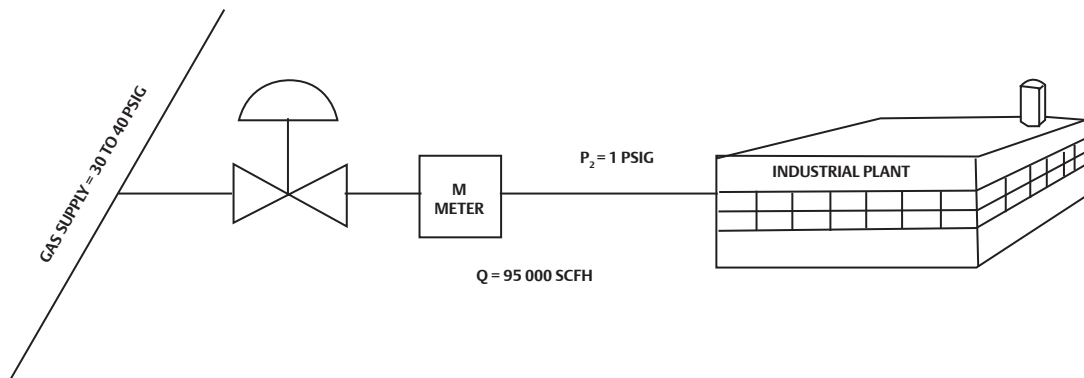 GAS SUPPLY = 30 TO 40 PSIG
P₂ = 1 PSIG
INDUSTRIAL PLANT
M
METER
Q = 95 000 SCFH